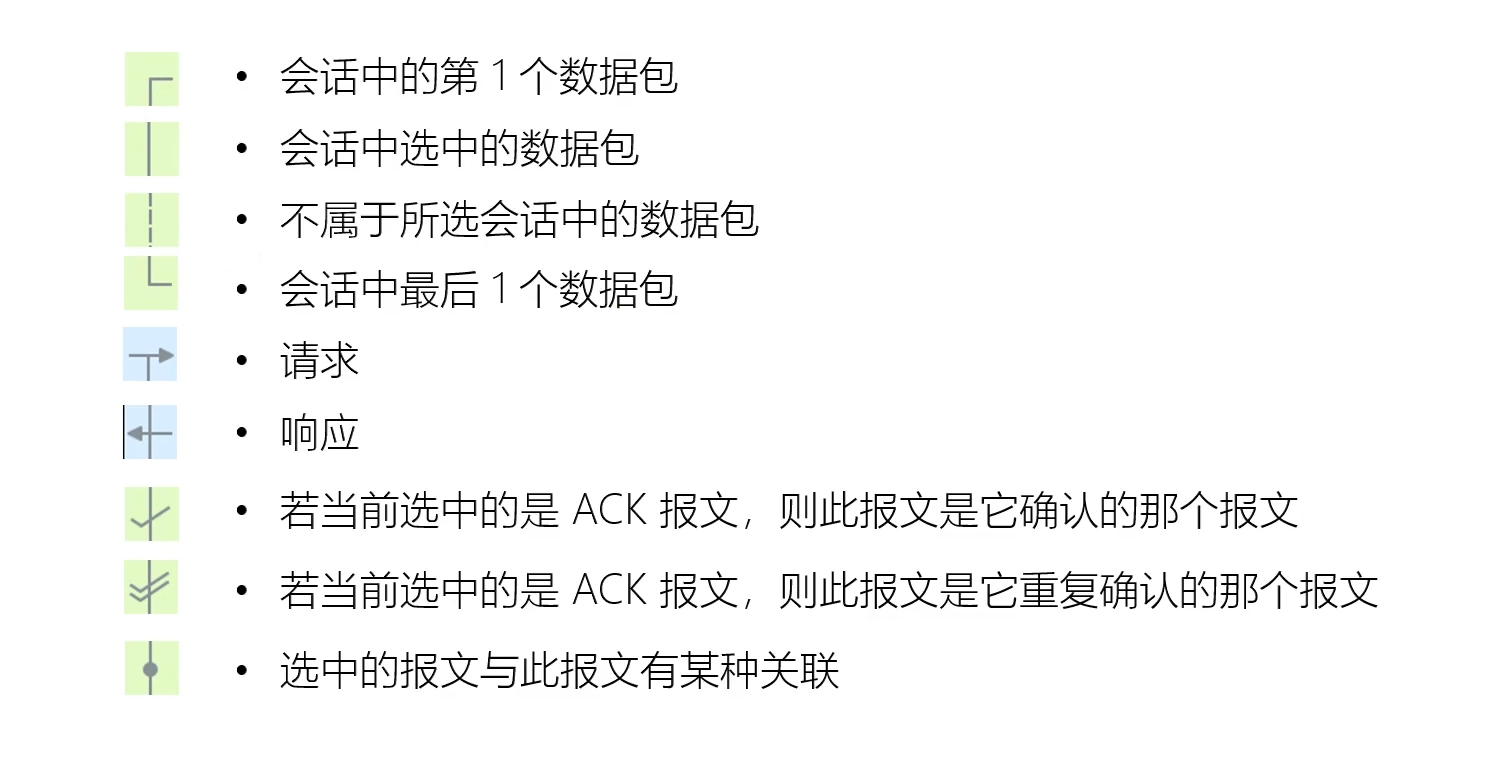 • 会话中的第 1 个数据包
• 会话中选中的数据包
• 不属于所选会话中的数据包
• 会话中最后 1 个数据包
• 请求
• 响应
• 若当前选中的是 ACK 报文，则此报文是它确认的那个报文
• 若当前选中的是 ACK 报文，则此报文是它重复确认的那个报文
• 选中的报文与此报文有某种关联